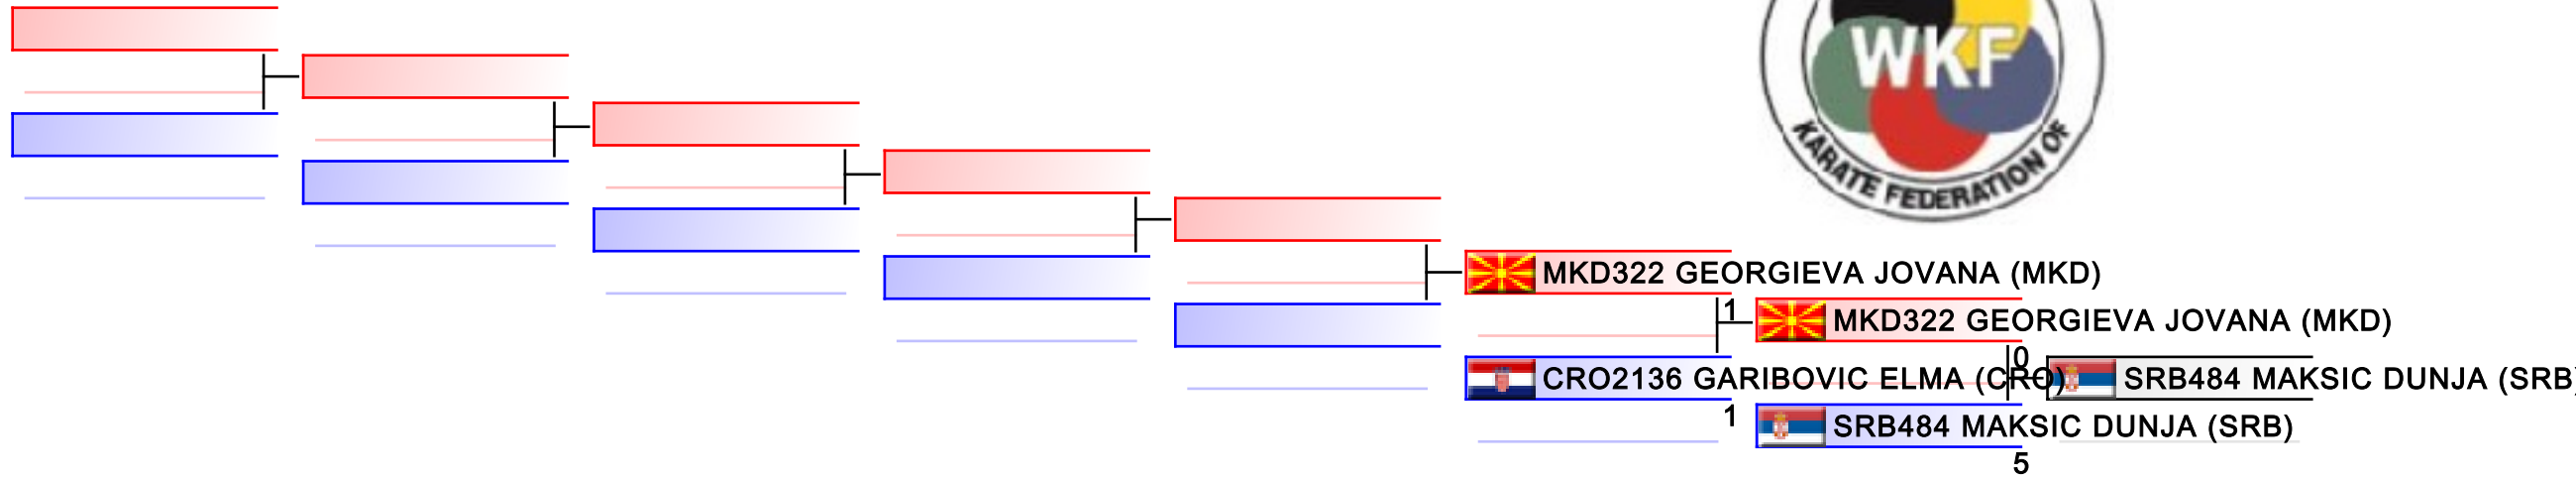 WKF
KARATE FEDERATION OF
MKD322 GEORGIEVA JOVANA (MKD)
1
MKD322 GEORGIEVA JOVANA (MKD)
0
CRO2136 GARIBOVIC ELMA (CRO)
SRB484 MAKSIC DUNJA (SRB)
1
SRB484 MAKSIC DUNJA (SRB)
5